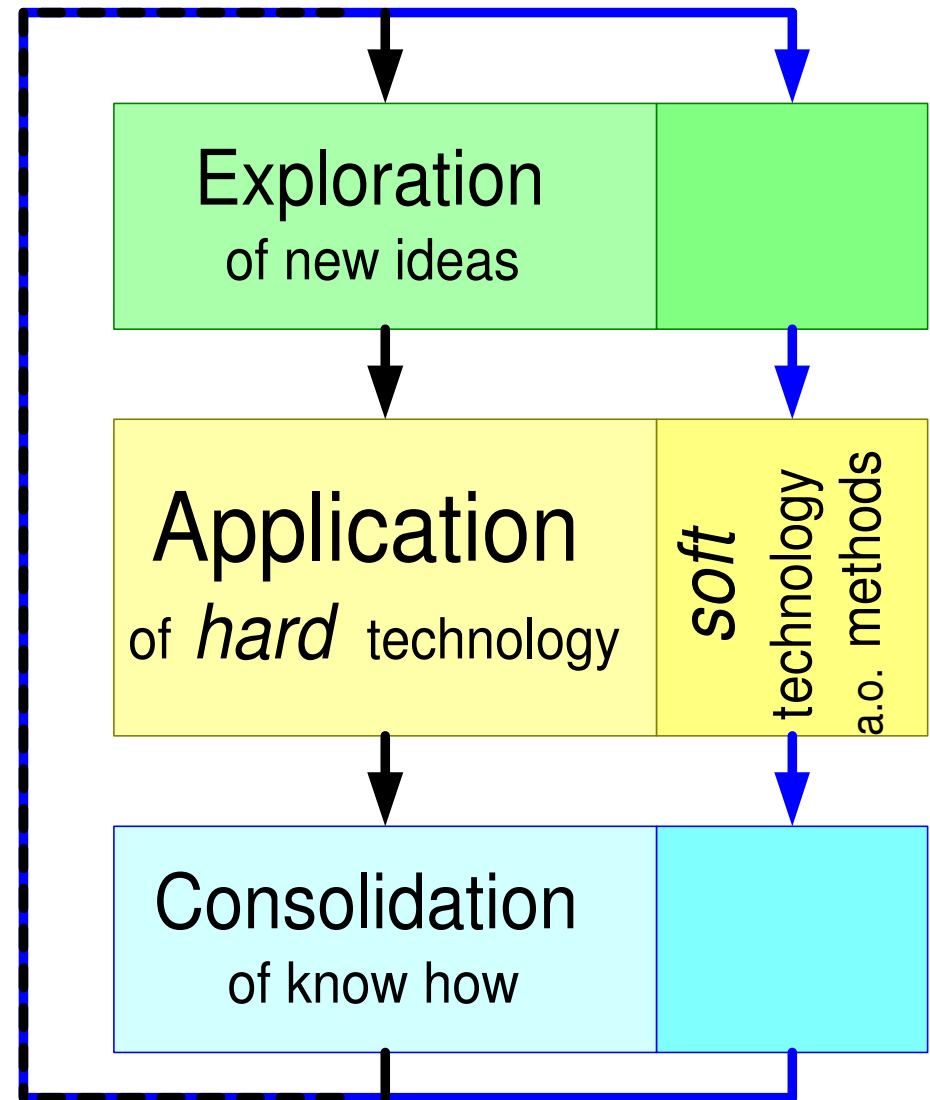 Exploration
of new ideas
Application
of hard technology
soft
technology
a.o. methods
Consolidation
of know how